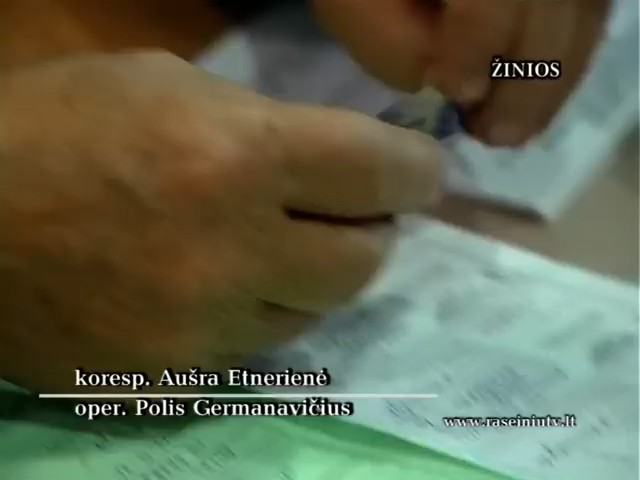 ŽINIOS
koresp. Aušra Etnerienė
oper. Polis Germanavičius
www.raseiniutv.lt